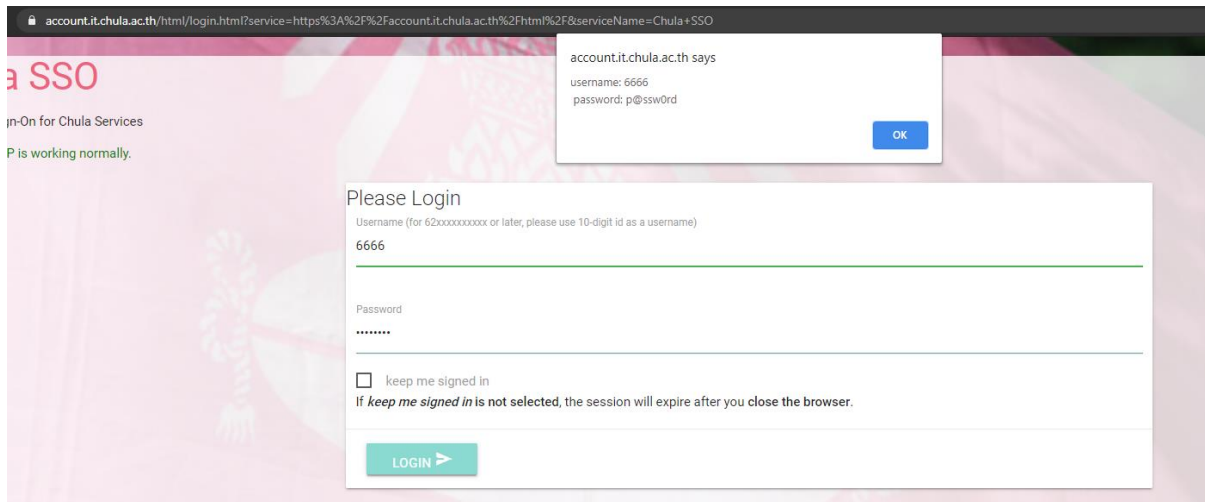 account.it.chula.ac.th/html/login.html?service=https%3A%2F%2Faccount.it.chula.ac.th%2Fhtml%2F&serviceName=Chula+SSO
account.it.chula.ac.th says
username: 6666
password: p@ssw0rd
OK
a SSO
gn-On for Chula Services
P is working normally.
Please Login
Username (for 62xxxxxxxxxx or later, please use 10-digit id as a username)
6666
Password
••••••••
keep me signed in
If keep me signed in is not selected, the session will expire after you close the browser.
LOGIN